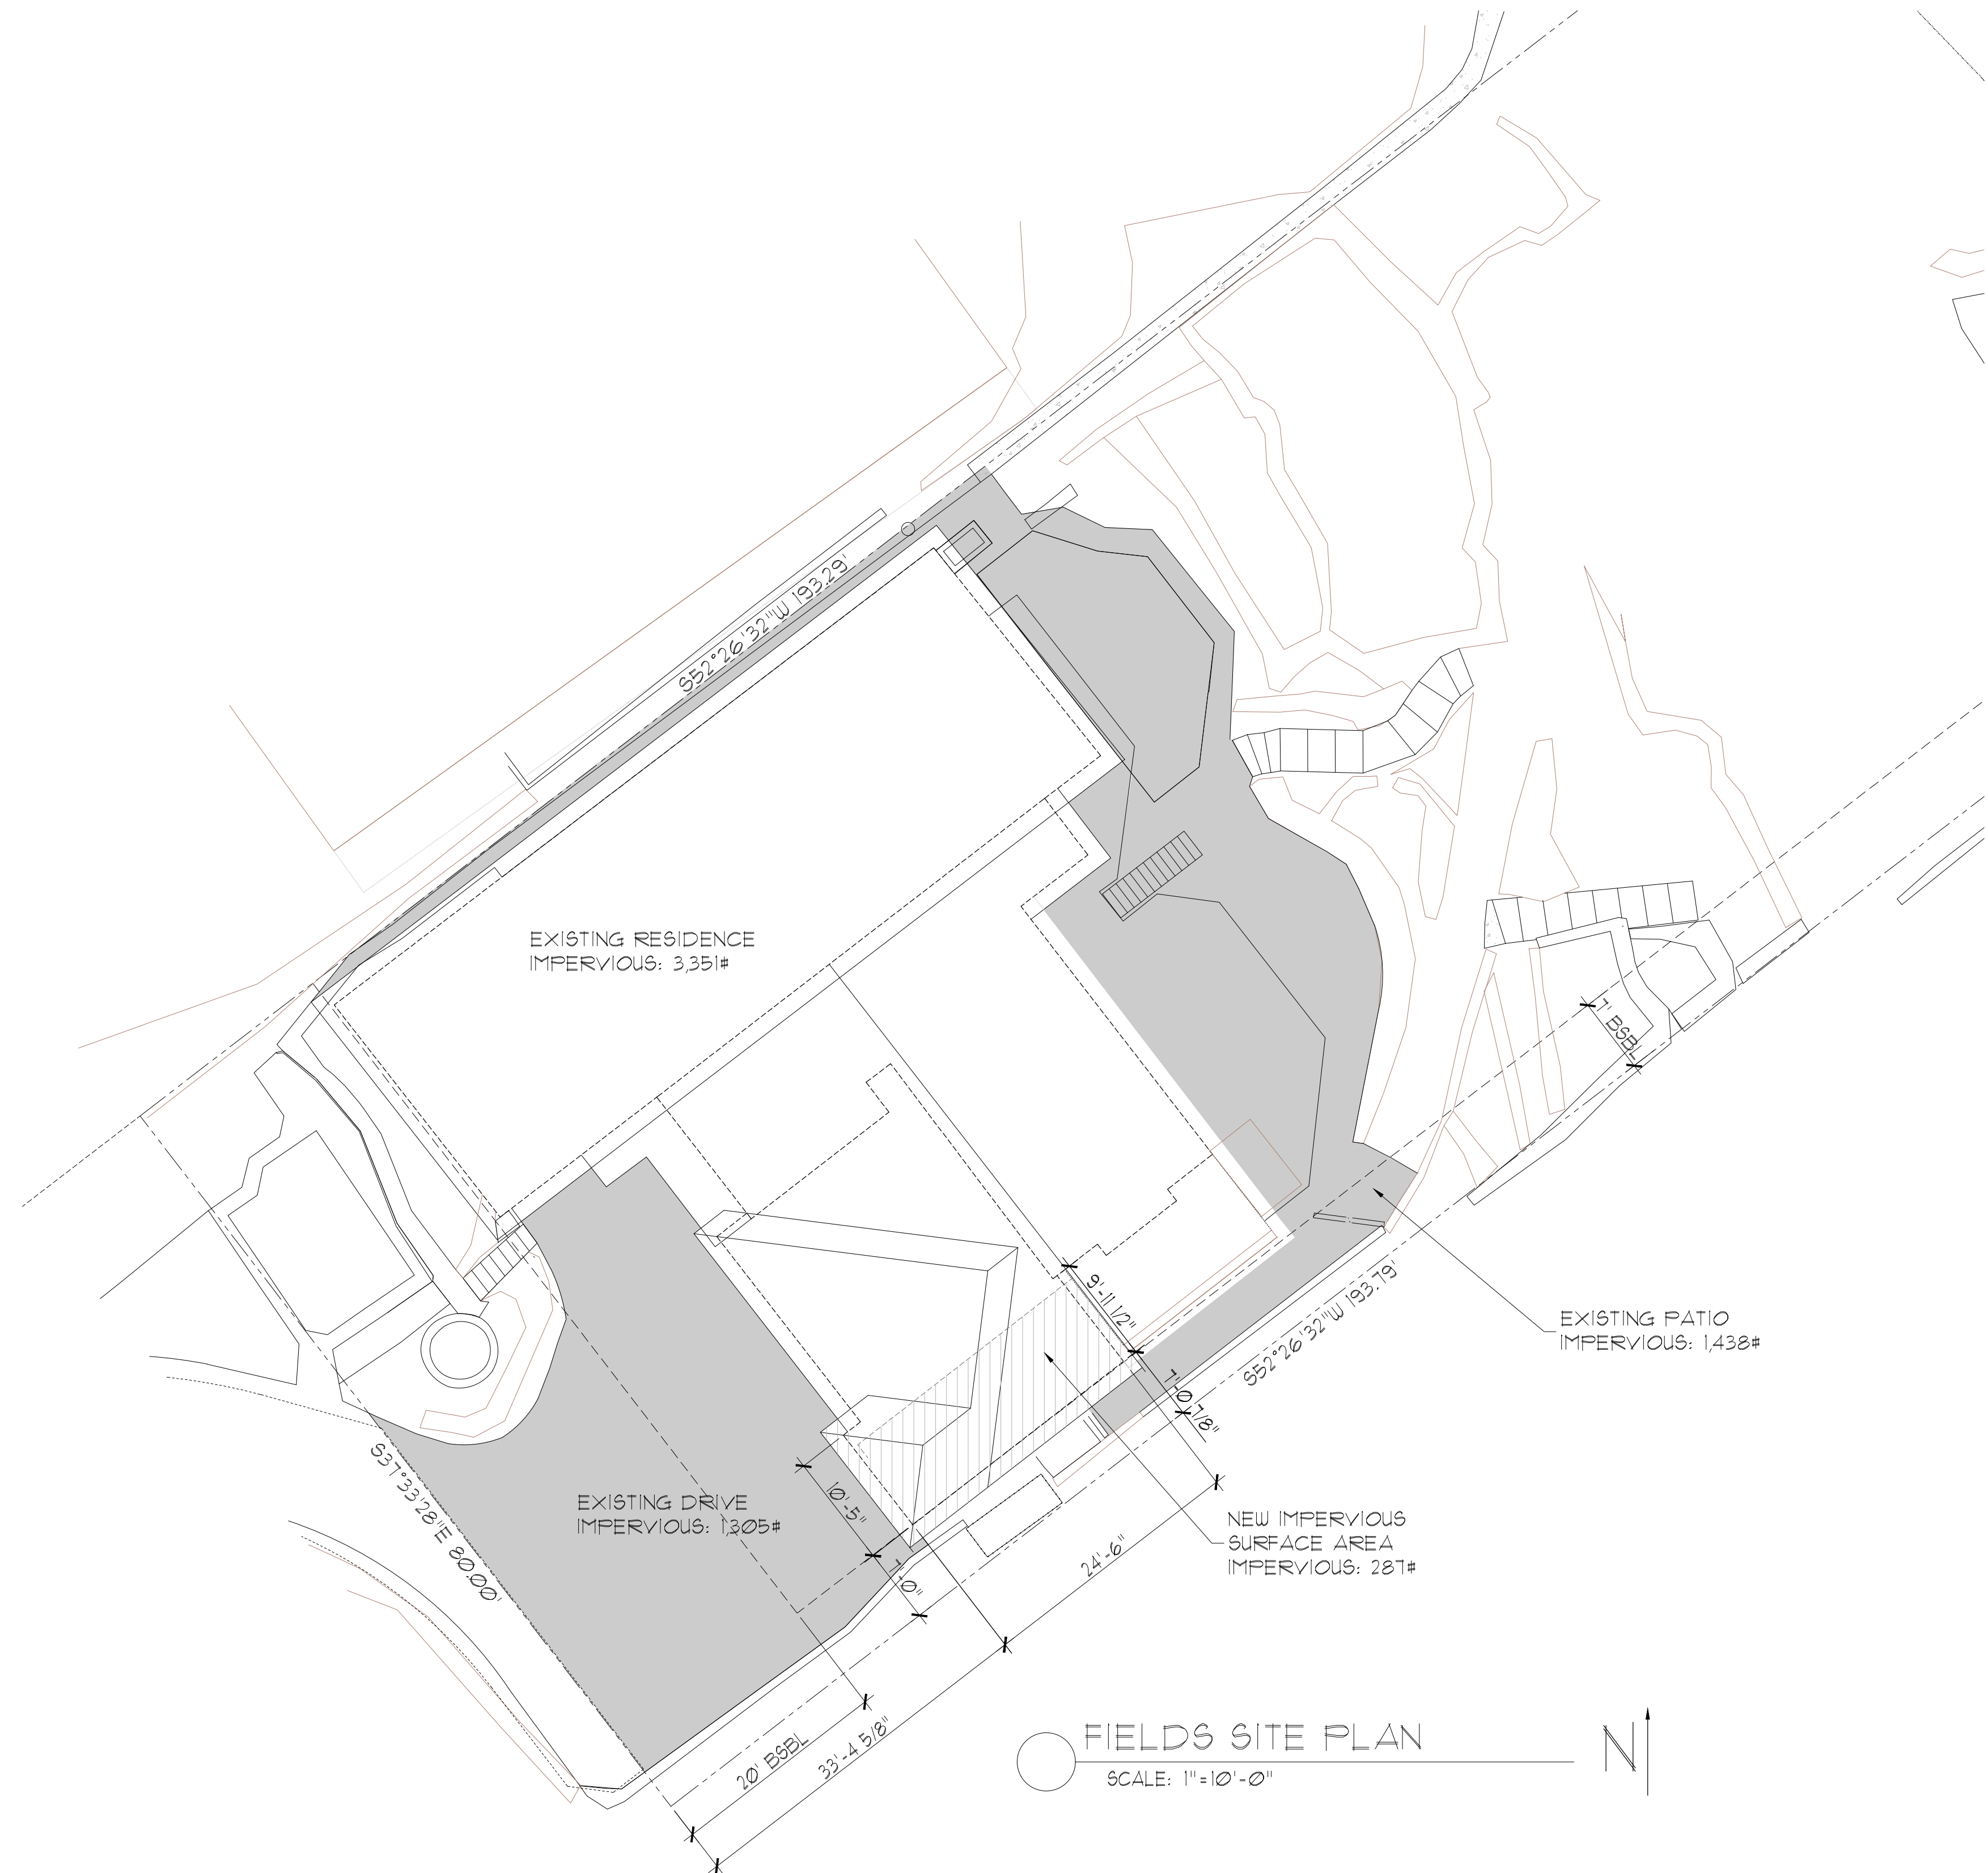 S52°26'32"W 193.29'
EXISTING RESIDENCE
IMPERVIOUS: 3,351#
7' BSBL
9'-11 1/2"
S52°26'32"W 193.79'
EXISTING PATIO
IMPERVIOUS: 1,438#
7'-0 7/8"
S37°33'28"E 80.00'
EXISTING DRIVE
IMPERVIOUS: 1,305#
10'-5"
7'-0"
24'-6"
NEW IMPERVIOUS
SURFACE AREA
IMPERVIOUS: 287#
20' BSBL
33'-4 5/8"
FIELDS SITE PLAN
SCALE: 1"=10'-0"
N